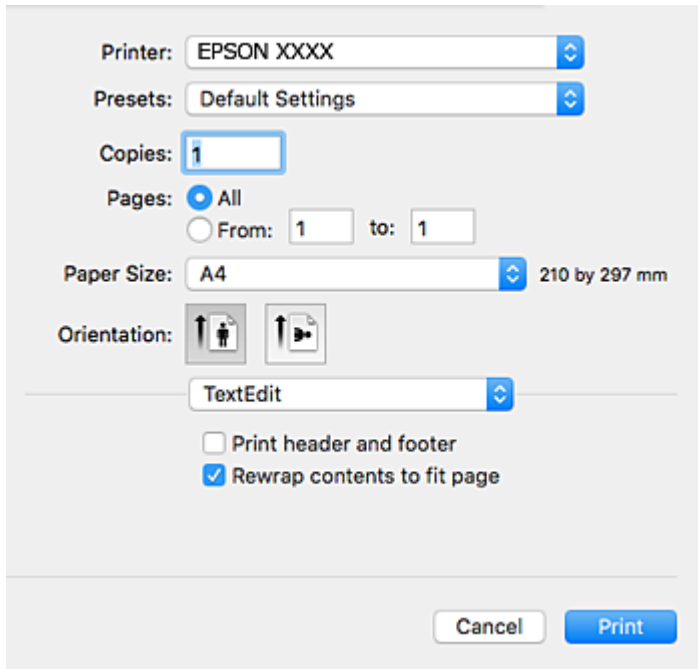 Printer: EPSON XXXX
Presets: Default Settings
Copies: 1
Pages: All
From: 1 to: 1
Paper Size: A4 210 by 297 mm
Orientation:
TextEdit
Print header and footer
Rewrap contents to fit page
Cancel Print